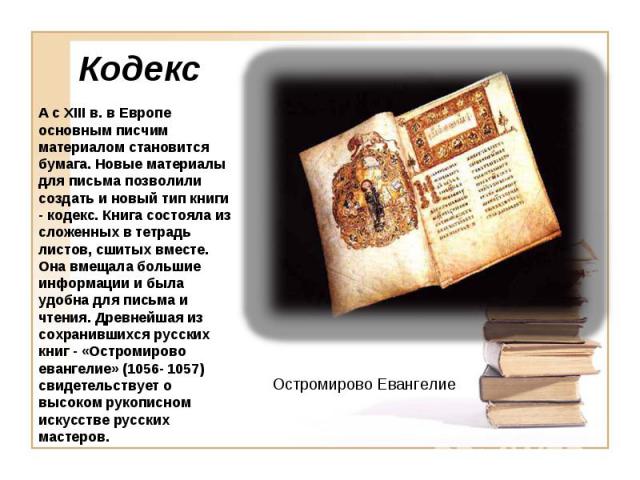 Кодекс
А с XIII в. в Европе
основным писчим
материалом становится
бумага. Новые материалы
для письма позволили
создать и новый тип книги
- кодекс. Книга состояла из
сложенных в тетрадь
листов, сшитых вместе.
Она вмещала большие
информации и была
удобна для письма и
чтения. Древнейшая из
сохранившихся русских
книг - «Остромирово
евангелие» (1056- 1057)
свидетельствует о
высоком рукописном
искусстве русских
мастеров.
Остромирово Евангелие